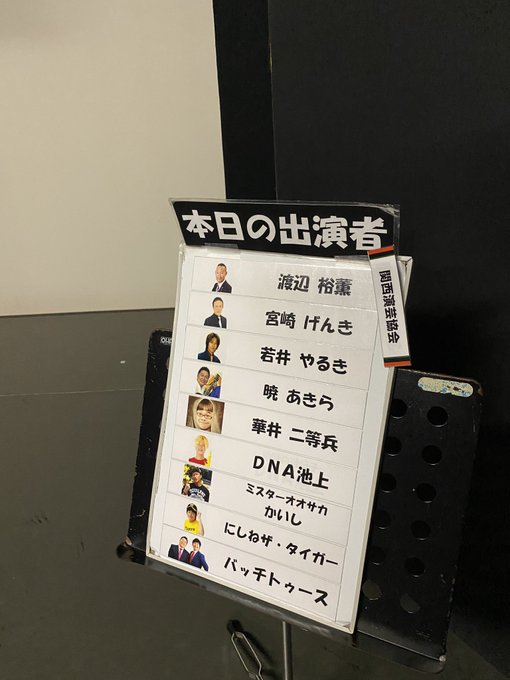 本日の出演者
関西演芸協会
渡辺 裕薫
宮崎 げんき
若井 やるき
暁 あきら
華井 二等兵
DNA池上
ミスターオオサカ
かいし
にしねザ・タイガー
バッチトゥース